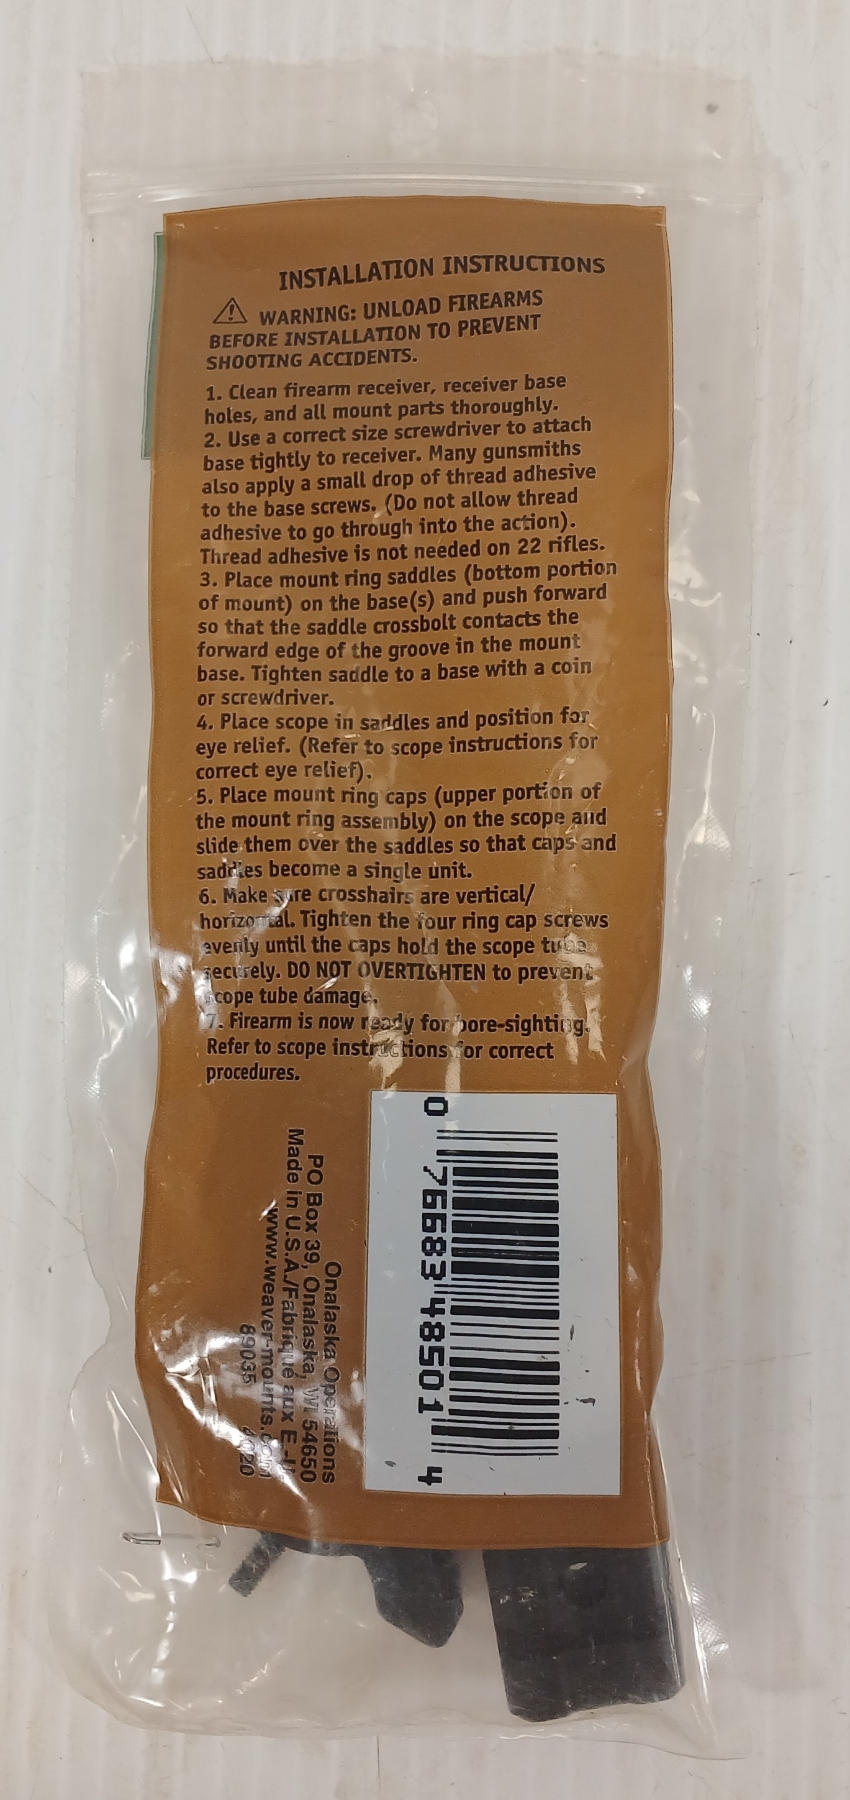 INSTALLATION INSTRUCTIONS
WARNING: UNLOAD FIREARMS
BEFORE INSTALLATION TO PREVENT
SHOOTING ACCIDENTS.
1. Clean firearm receiver, receiver base
holes, and all mount parts thoroughly.
2. Use a correct size screwdriver to attach
base tightly to receiver. Many gunsmiths
also apply a small drop of thread adhesive
to the base screws. (Do not allow thread
adhesive to go through into the action).
Thread adhesive is not needed on 22 rifles.
3. Place mount ring saddles (bottom portion
of mount) on the base(s) and push forward
so that the saddle crossbolt contacts the
forward edge of the groove in the mount
base. Tighten saddle to a base with a coin
or screwdriver.
4. Place scope in saddles and position for
eye relief. (Refer to scope instructions for
correct eye relief).
5. Place mount ring caps (upper portion of
the mount ring assembly) on the scope and
slide them over the saddles so that caps and
saddles become a single unit.
6. Make sure crosshairs are vertical/
horizontal. Tighten the four ring cap screws
evenly until the caps hold the scope tube
securely. DO NOT OVERTIGHTEN to prevent
scope tube damage.
7. Firearm is now ready for bore-sighting.
Refer to scope instructions for correct
procedures.
Onalaska Operations
PO Box 39, Onalaska, WI 54650
Made in U.S.A./Fabriqué aux E.-U.
www.weaver-mounts.com
89035
0 76683 48501 4